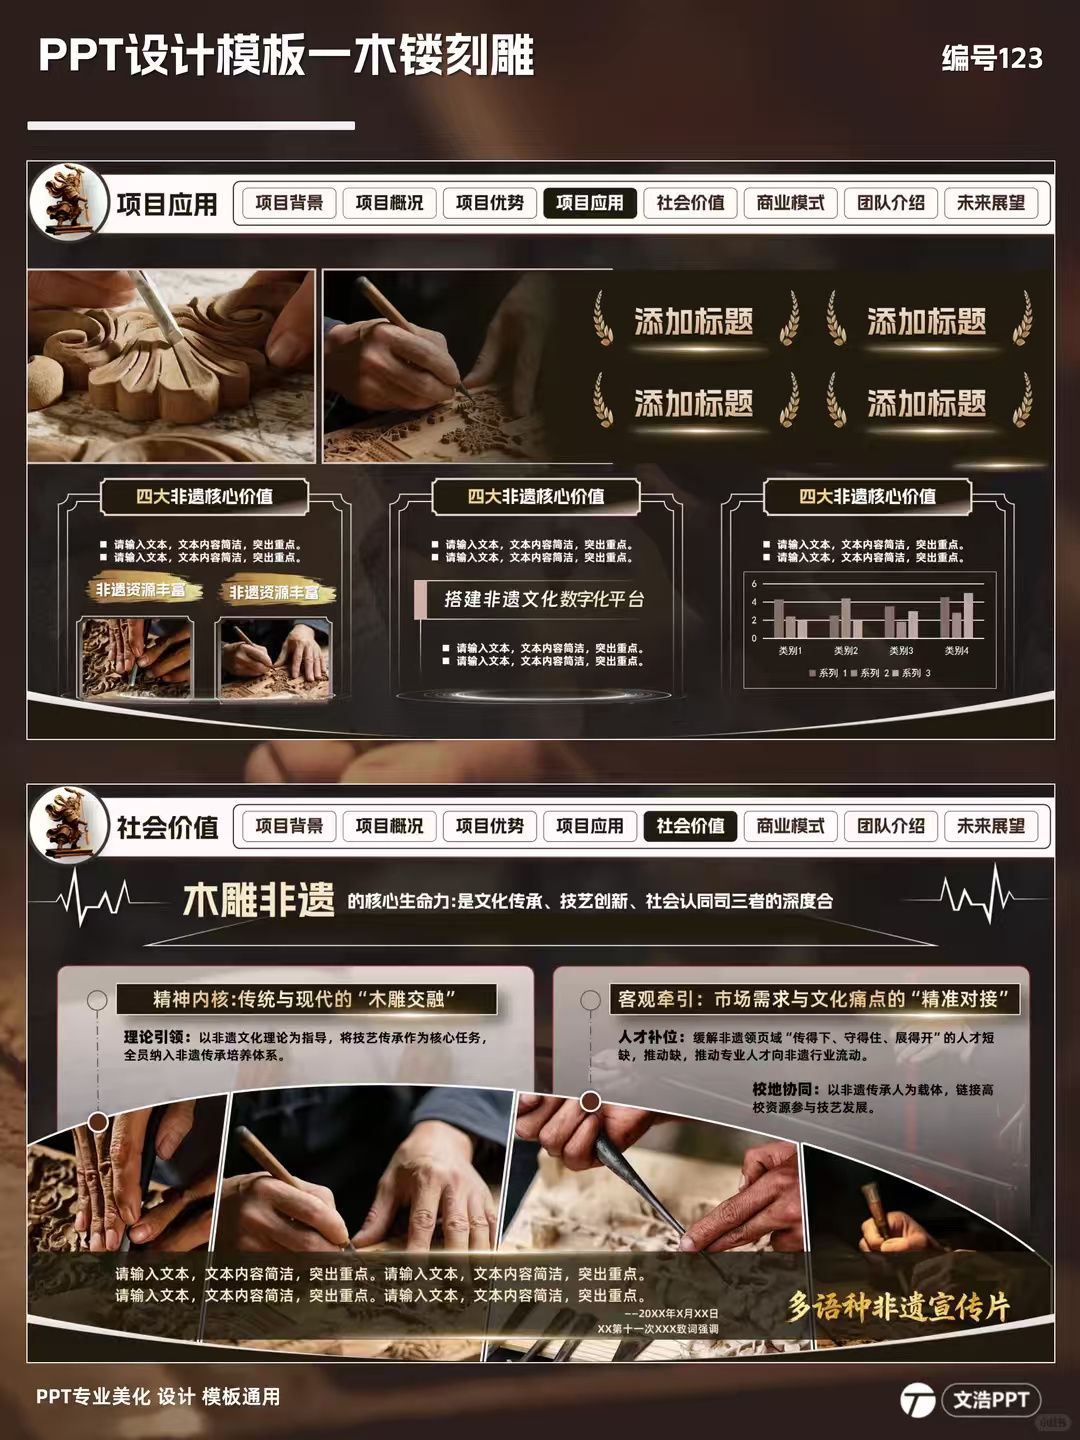 PPT设计模板一木镂刻雕
编号123
项目应用
项目背景 项目概况 项目优势 项目应用 社会价值 商业模式 团队介绍 未来展望
添加标题 添加标题
添加标题 添加标题
四大非遗核心价值
请输入文本，文本内容简洁，突出重点。
请输入文本，文本内容简洁，突出重点。
非遗资源丰富 非遗资源丰富
四大非遗核心价值
请输入文本，文本内容简洁，突出重点。
请输入文本，文本内容简洁，突出重点。
搭建非遗文化数字化平台
请输入文本，文本内容简洁，突出重点。
请输入文本，文本内容简洁，突出重点。
四大非遗核心价值
请输入文本，文本内容简洁，突出重点。
请输入文本，文本内容简洁，突出重点。
6
4
2
0
类别1 类别2 类别3 类别4
系列 1 系列 2 系列 3
社会价值
项目背景 项目概况 项目优势 项目应用 社会价值 商业模式 团队介绍 未来展望
木雕非遗 的核心生命力:是文化传承、技艺创新、社会认同司三者的深度合
精神内核:传统与现代的“木雕交融”
理论引领：以非遗文化理论为指导，将技艺传承作为核心任务，
全员纳入非遗传承培养体系。
客观牵引：市场需求与文化痛点的“精准对接”
人才补位：缓解非遗领页域“传得下、守得住、展得开”的人才短
缺，推动缺，推动专业人才向非遗行业流动。
校地协同：以非遗传承人为载体，链接高
校资源参与技艺发展。
请输入文本，文本内容简洁，突出重点。请输入文本，文本内容简洁，突出重点。
请输入文本，文本内容简洁，突出重点。请输入文本，文本内容简洁，突出重点。
--20XX年X月XX日
XX第十一次XXX致词强调
多语种非遗宣传片
PPT专业美化 设计 模板通用
文浩PPT
小红书